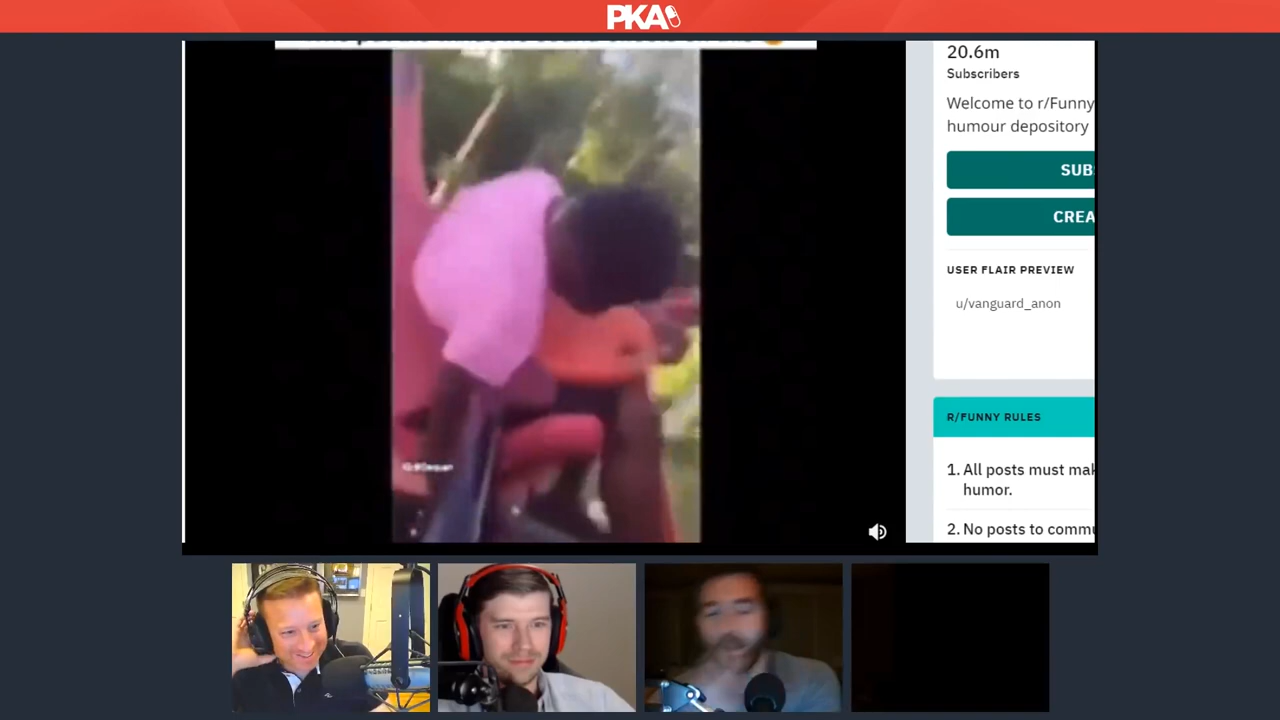 PKA
20.6m
Subscribers
Welcome to r/Funny
humour depository
SUB
CREA
USER FLAIR PREVIEW
u/vanguard_anon
R/FUNNY RULES
1. All posts must mak
humor.
2. No posts to commu